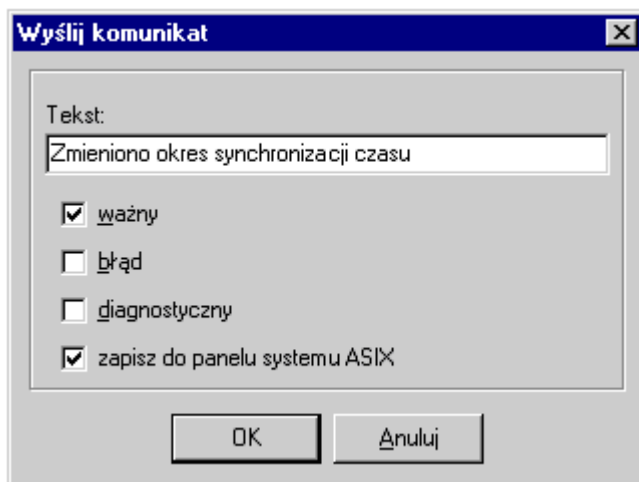 Wyślij komunikat
Tekst:
Zmieniono okres synchronizacji czasu
ważny
błąd
diagnostyczny
zapisz do panelu systemu ASIX
OK
Anuluj